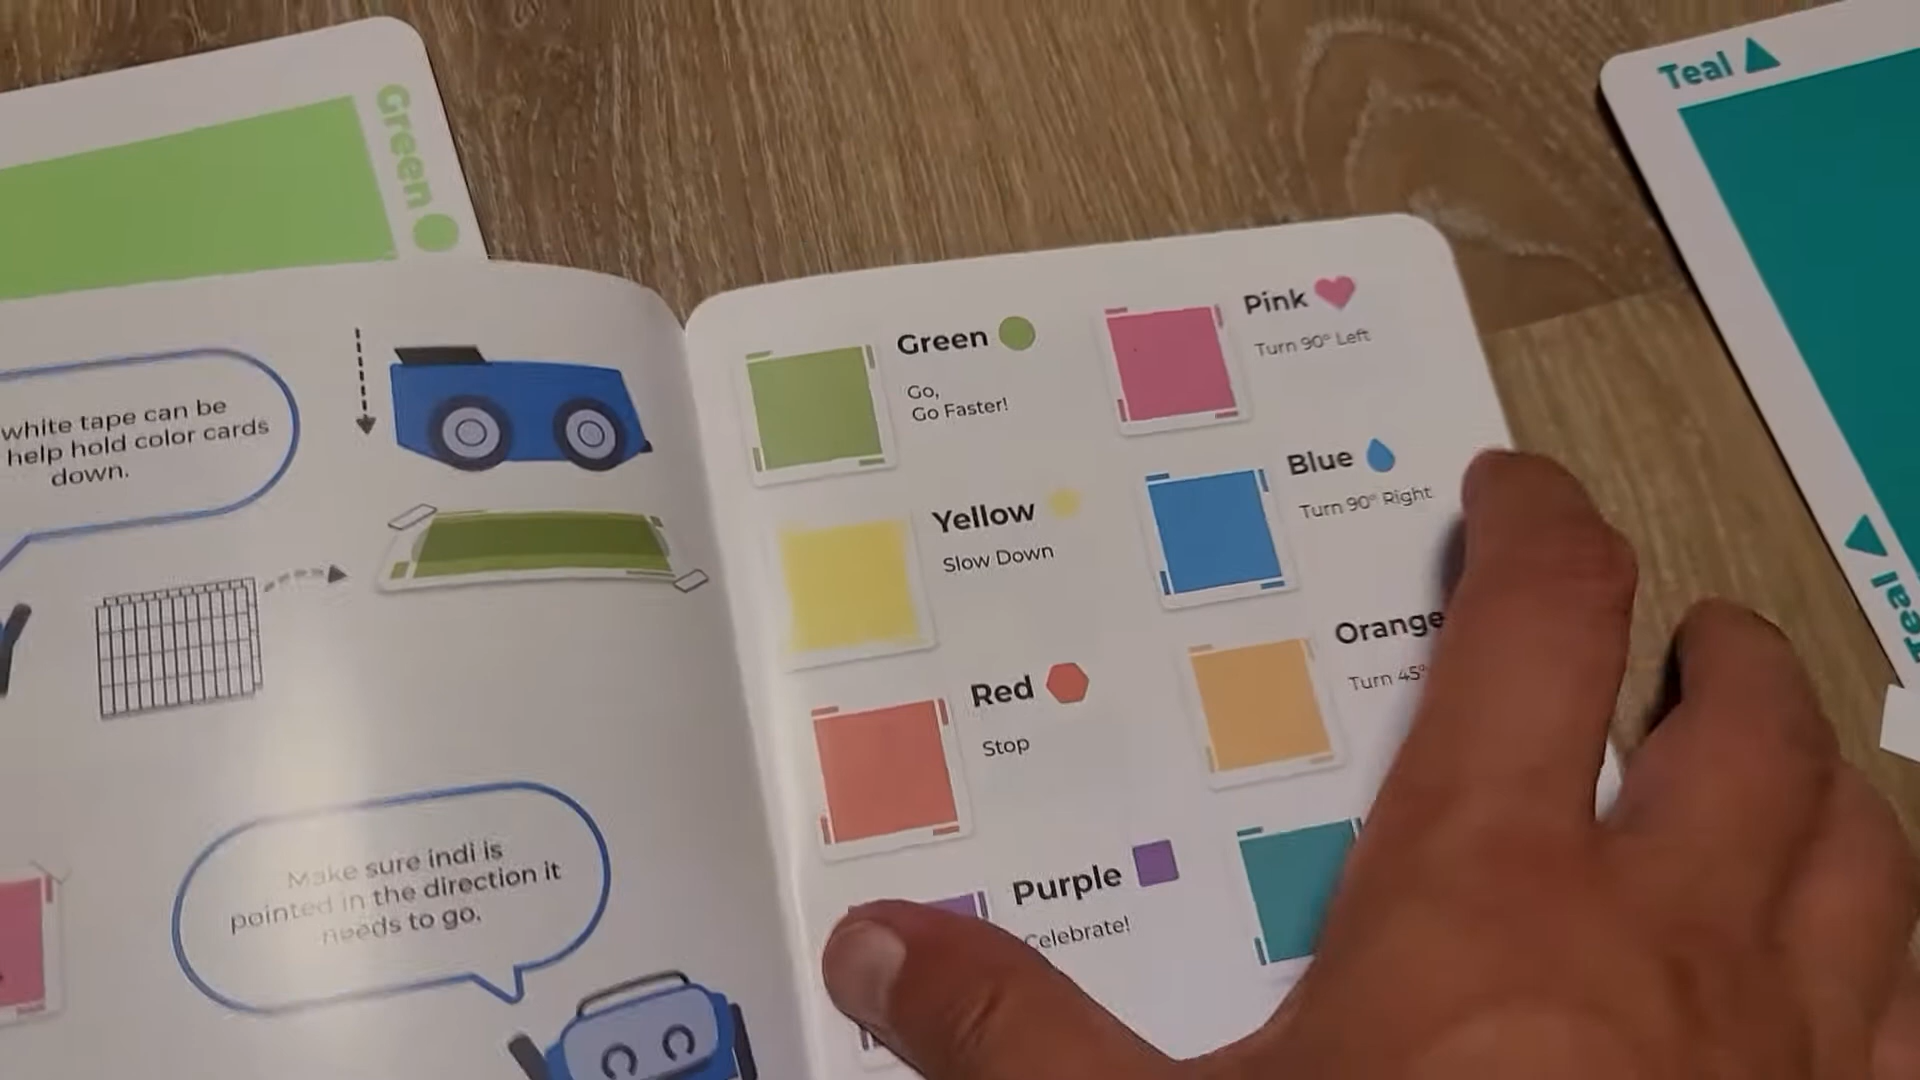 Green
Teal
Teal
white tape can be
help hold color cards
down.
Make sure indi is
pointed in the direction it
needs to go.
Green
Go,
Go Faster!
Yellow
Slow Down
Red
Stop
Purple
Celebrate!
Pink
Turn 90° Left
Blue
Turn 90° Right
Orange
Turn 45°